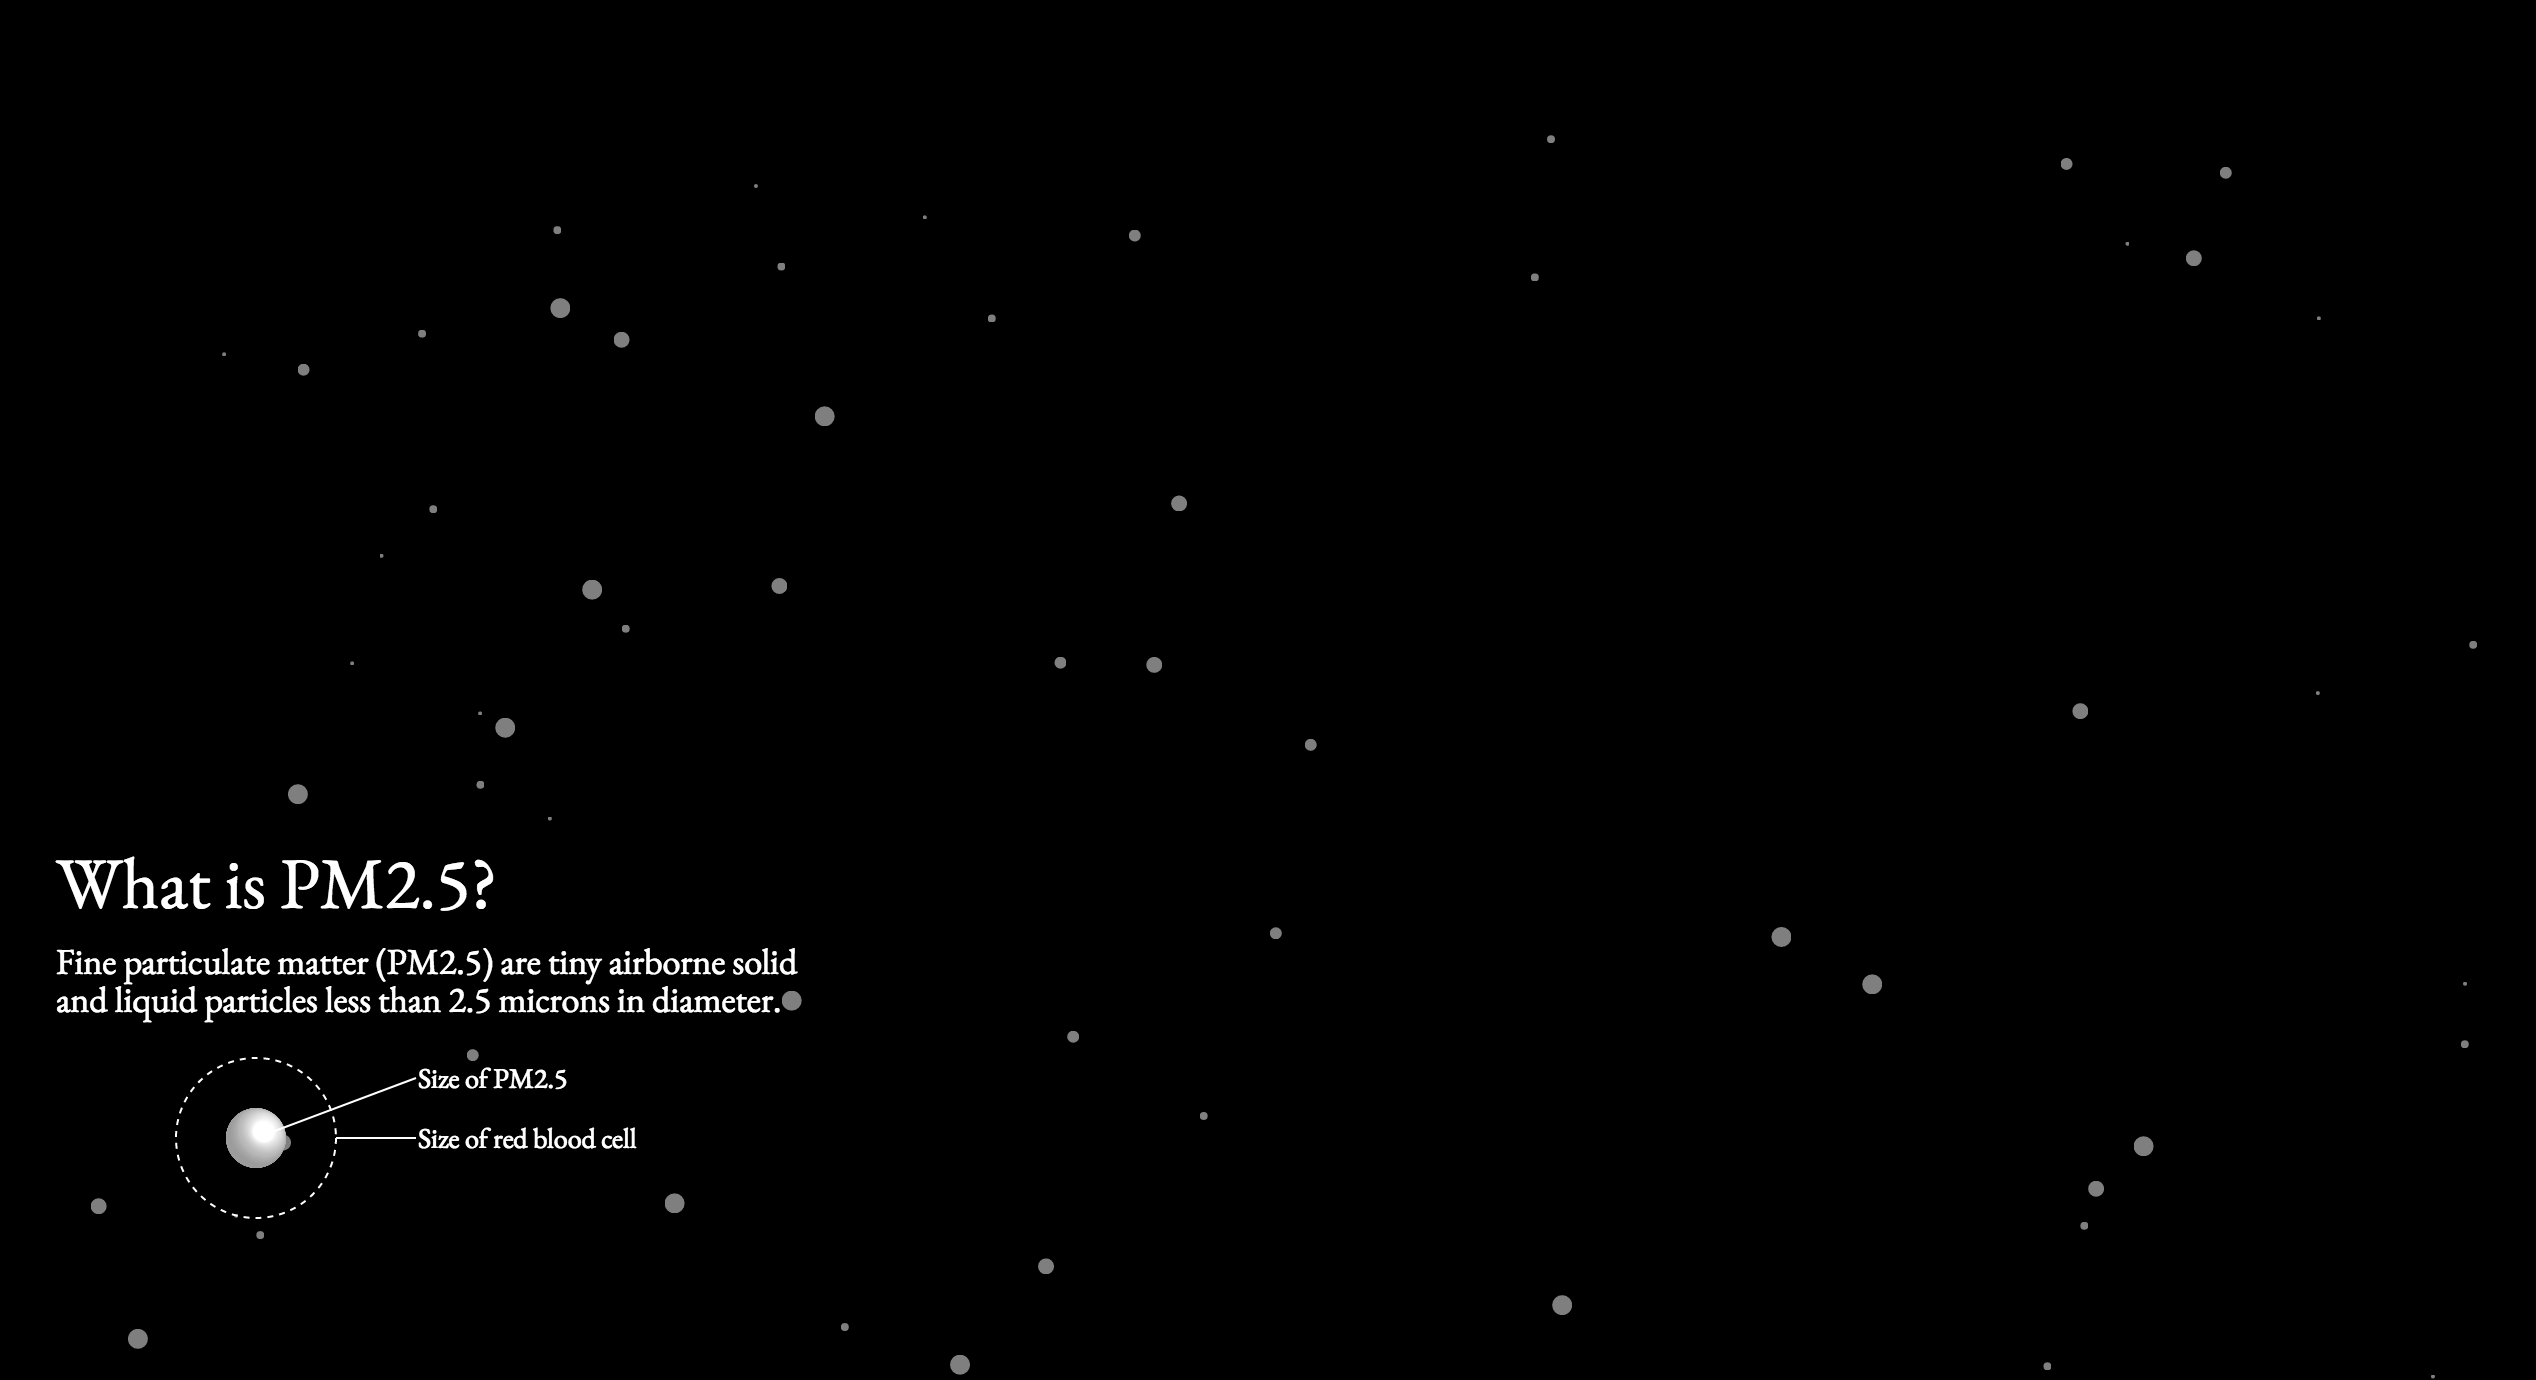 What is PM2.5?
Fine particulate matter (PM2.5) are tiny airborne solid
and liquid particles less than 2.5 microns in diameter.
Size of PM2.5
Size of red blood cell